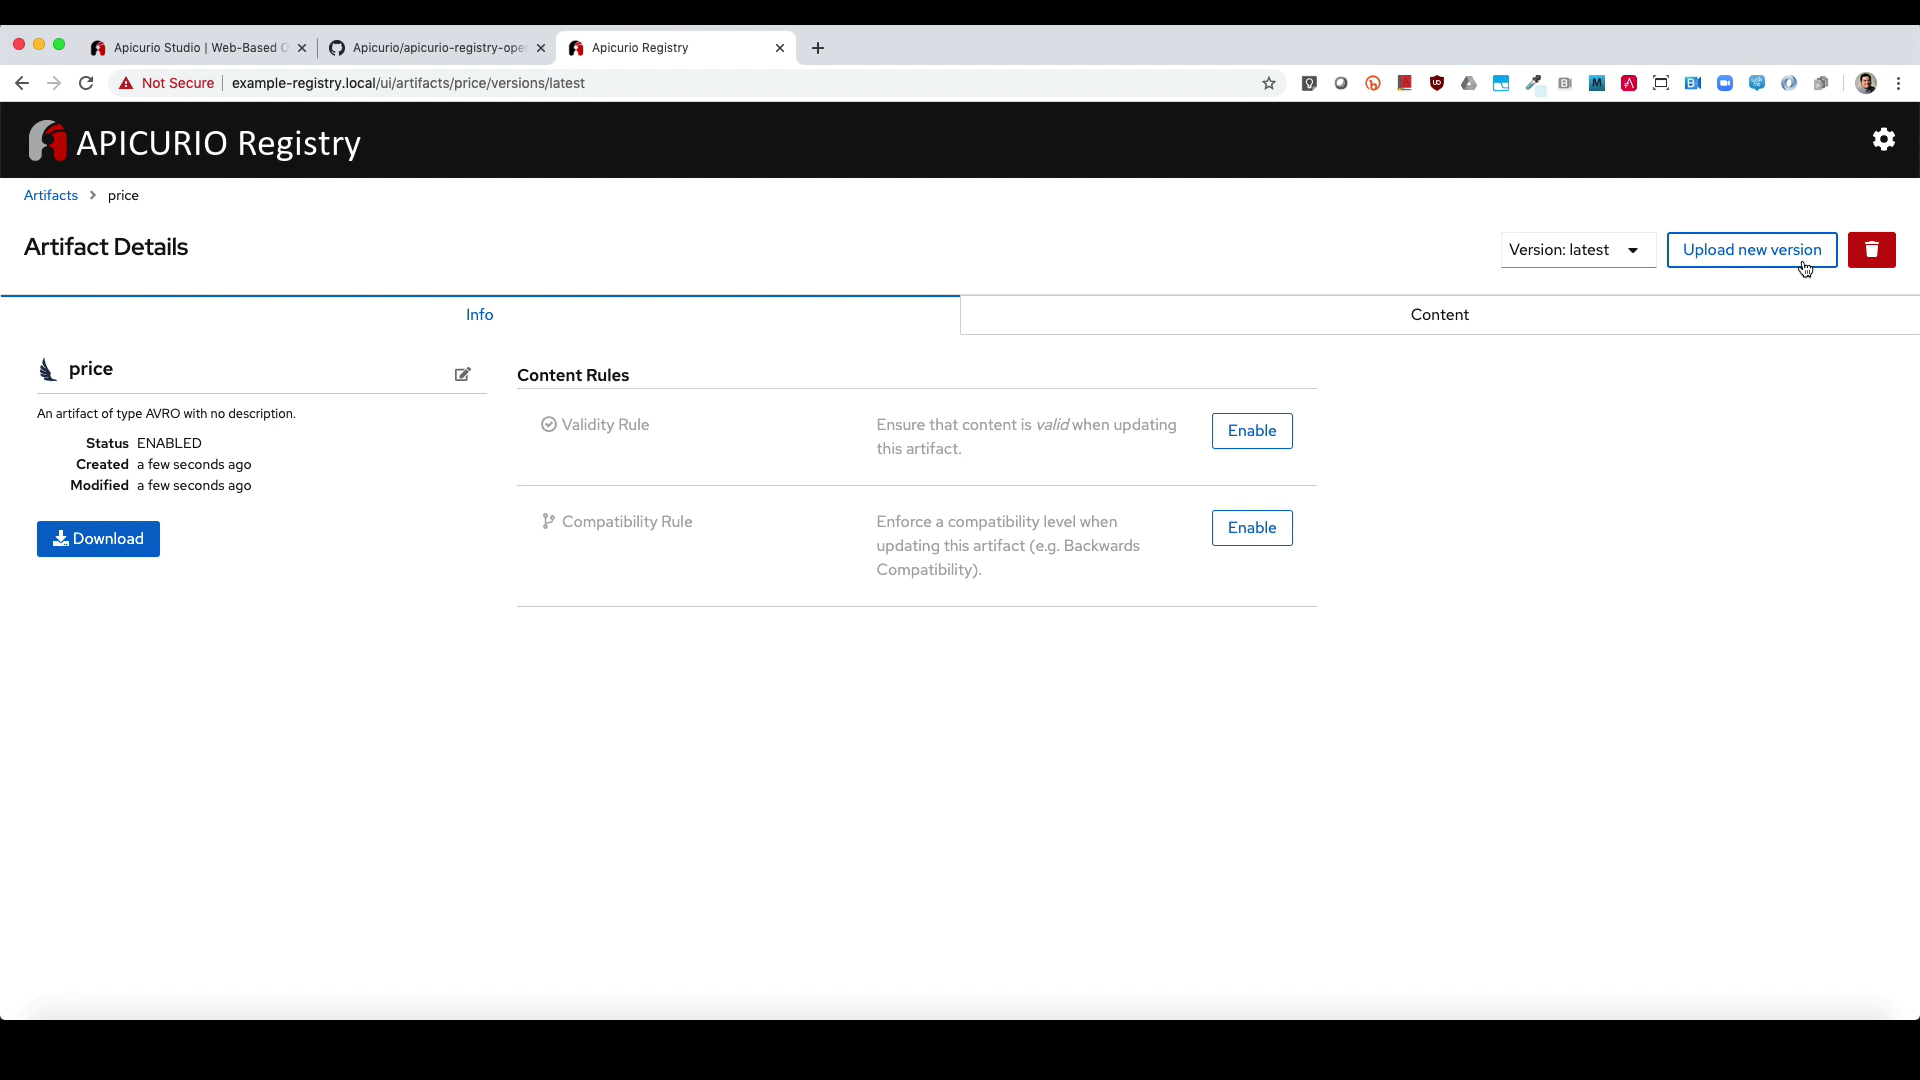 Apicurio Studio | Web-Based O
Apicurio/apicurio-registry-oper
Apicurio Registry
Not Secure
example-registry.local/ui/artifacts/price/versions/latest
APICURIO Registry
Artifacts
price
Artifact Details
Version: latest
Upload new version
Info
Content
price
An artifact of type AVRO with no description.
Status ENABLED
Created a few seconds ago
Modified a few seconds ago
Download
Content Rules
Validity Rule
Ensure that content is valid when updating
this artifact.
Enable
Compatibility Rule
Enforce a compatibility level when
updating this artifact (e.g. Backwards
Compatibility).
Enable